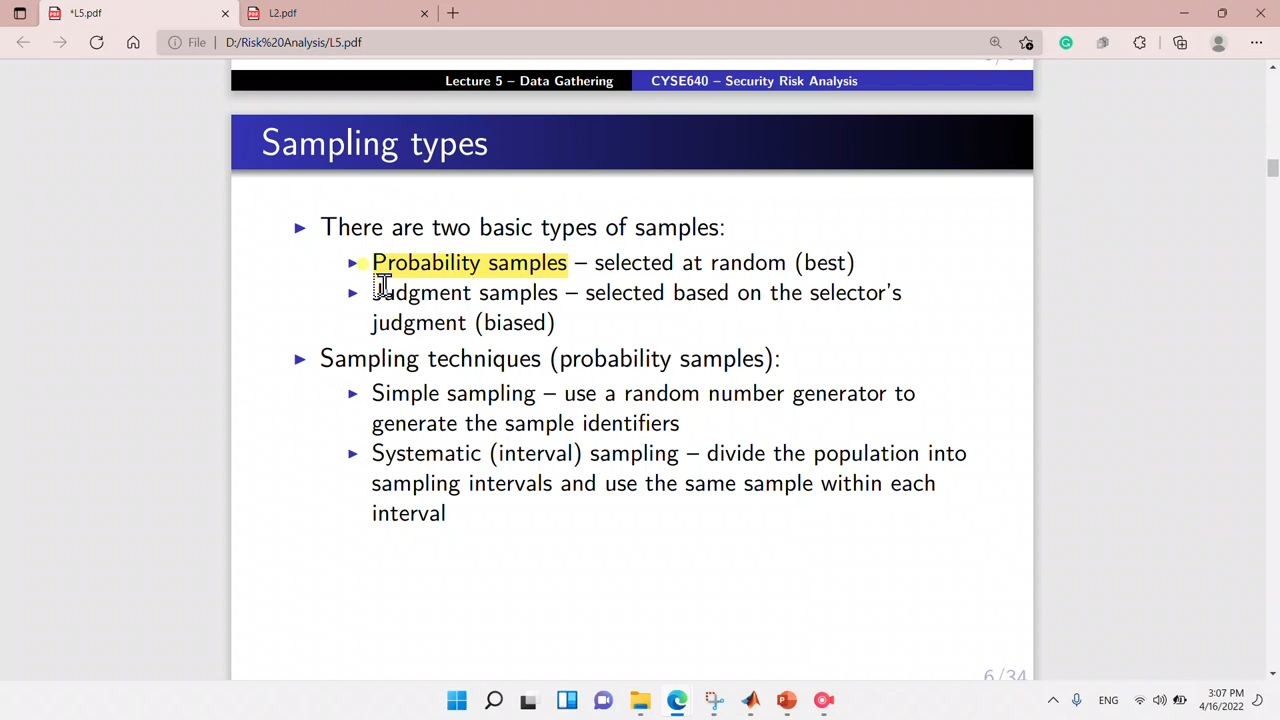 *L5.pdf
L2.pdf
File
D:/Risk%20Analysis/L5.pdf
Lecture 5 – Data Gathering
CYSE640 – Security Risk Analysis
Sampling types
There are two basic types of samples:
Probability samples – selected at random (best)
Judgment samples – selected based on the selector's
judgment (biased)
Sampling techniques (probability samples):
Simple sampling – use a random number generator to
generate the sample identifiers
Systematic (interval) sampling – divide the population into
sampling intervals and use the same sample within each
interval
6/34
ENG
3:07 PM
4/16/2022